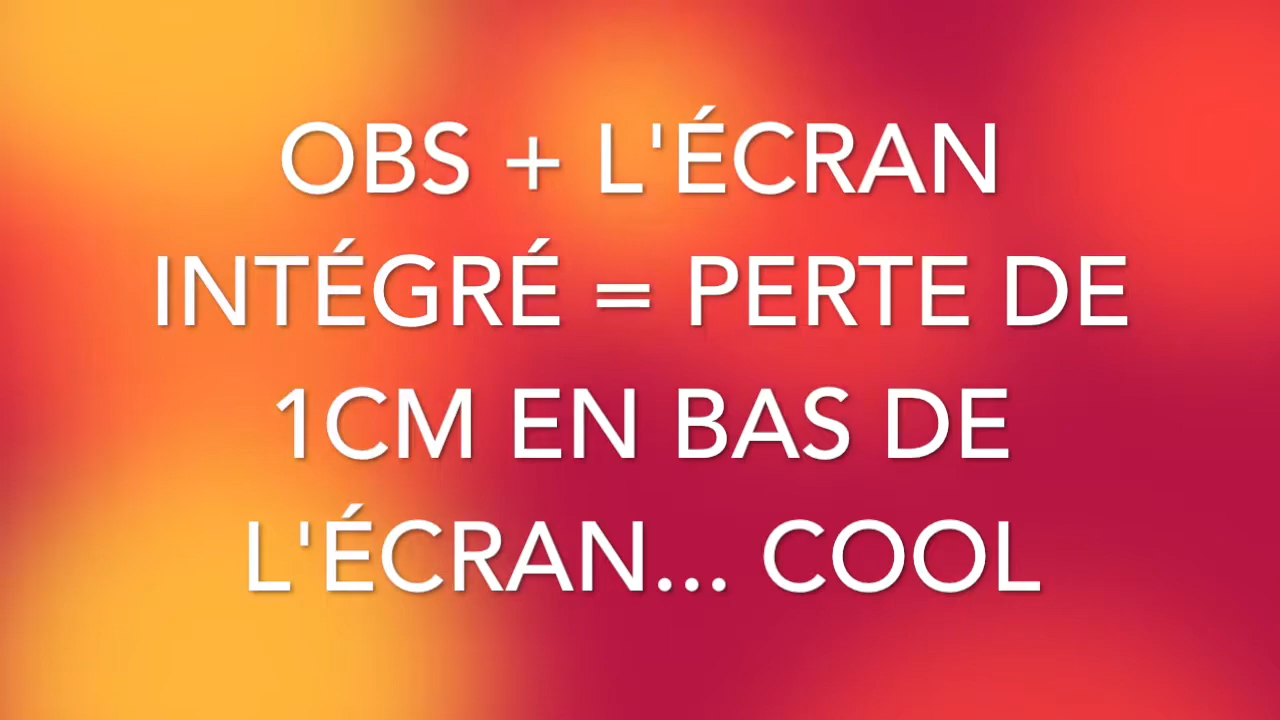 OBS + L'ÉCRAN
INTÉGRÉ = PERTE DE
1CM EN BAS DE
L'ÉCRAN... COOL